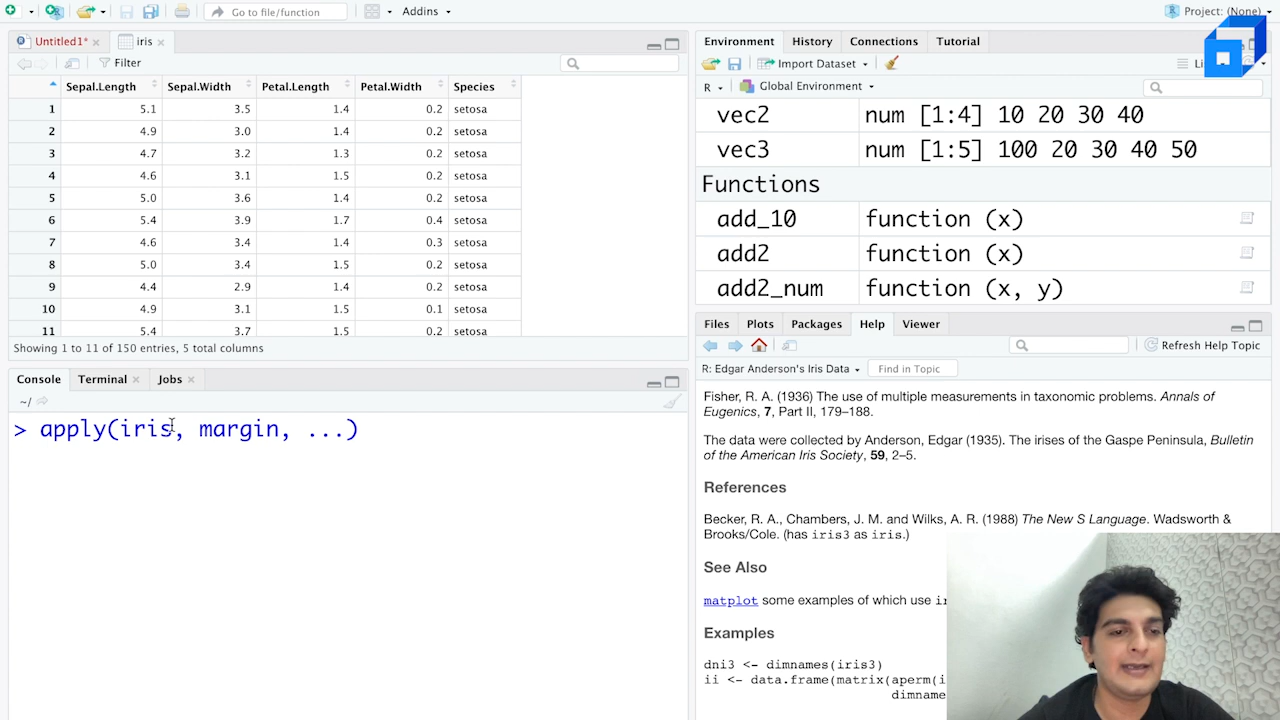 Go to file/function
Addins
Project: (None)
Untitled1*
iris
Filter
Sepal.Length Sepal.Width Petal.Length Petal.Width Species
1 5.1 3.5 1.4 0.2 setosa
2 4.9 3.0 1.4 0.2 setosa
3 4.7 3.2 1.3 0.2 setosa
4 4.6 3.1 1.5 0.2 setosa
5 5.0 3.6 1.4 0.2 setosa
6 5.4 3.9 1.7 0.4 setosa
7 4.6 3.4 1.4 0.3 setosa
8 5.0 3.4 1.5 0.2 setosa
9 4.4 2.9 1.4 0.2 setosa
10 4.9 3.1 1.5 0.1 setosa
11 5.4 3.7 1.5 0.2 setosa
Showing 1 to 11 of 150 entries, 5 total columns
Console Terminal Jobs
~/
> apply(iris, margin, ...)
Environment History Connections Tutorial
Import Dataset
R Global Environment
vec2 num [1:4] 10 20 30 40
vec3 num [1:5] 100 20 30 40 50
Functions
add_10 function (x)
add2 function (x)
add2_num function (x, y)
Files Plots Packages Help Viewer
Refresh Help Topic
R: Edgar Anderson's Iris Data Find in Topic
Fisher, R. A. (1936) The use of multiple measurements in taxonomic problems. Annals of
Eugenics, 7, Part II, 179–188.
The data were collected by Anderson, Edgar (1935). The irises of the Gaspe Peninsula, Bulletin
of the American Iris Society, 59, 2–5.
References
Becker, R. A., Chambers, J. M. and Wilks, A. R. (1988) The New S Language. Wadsworth &
Brooks/Cole. (has iris3 as iris.)
See Also
matplot some examples of which use
Examples
dni3 <- dimnames(iris3)
ii <- data.frame(matrix(aperm(i
dimname